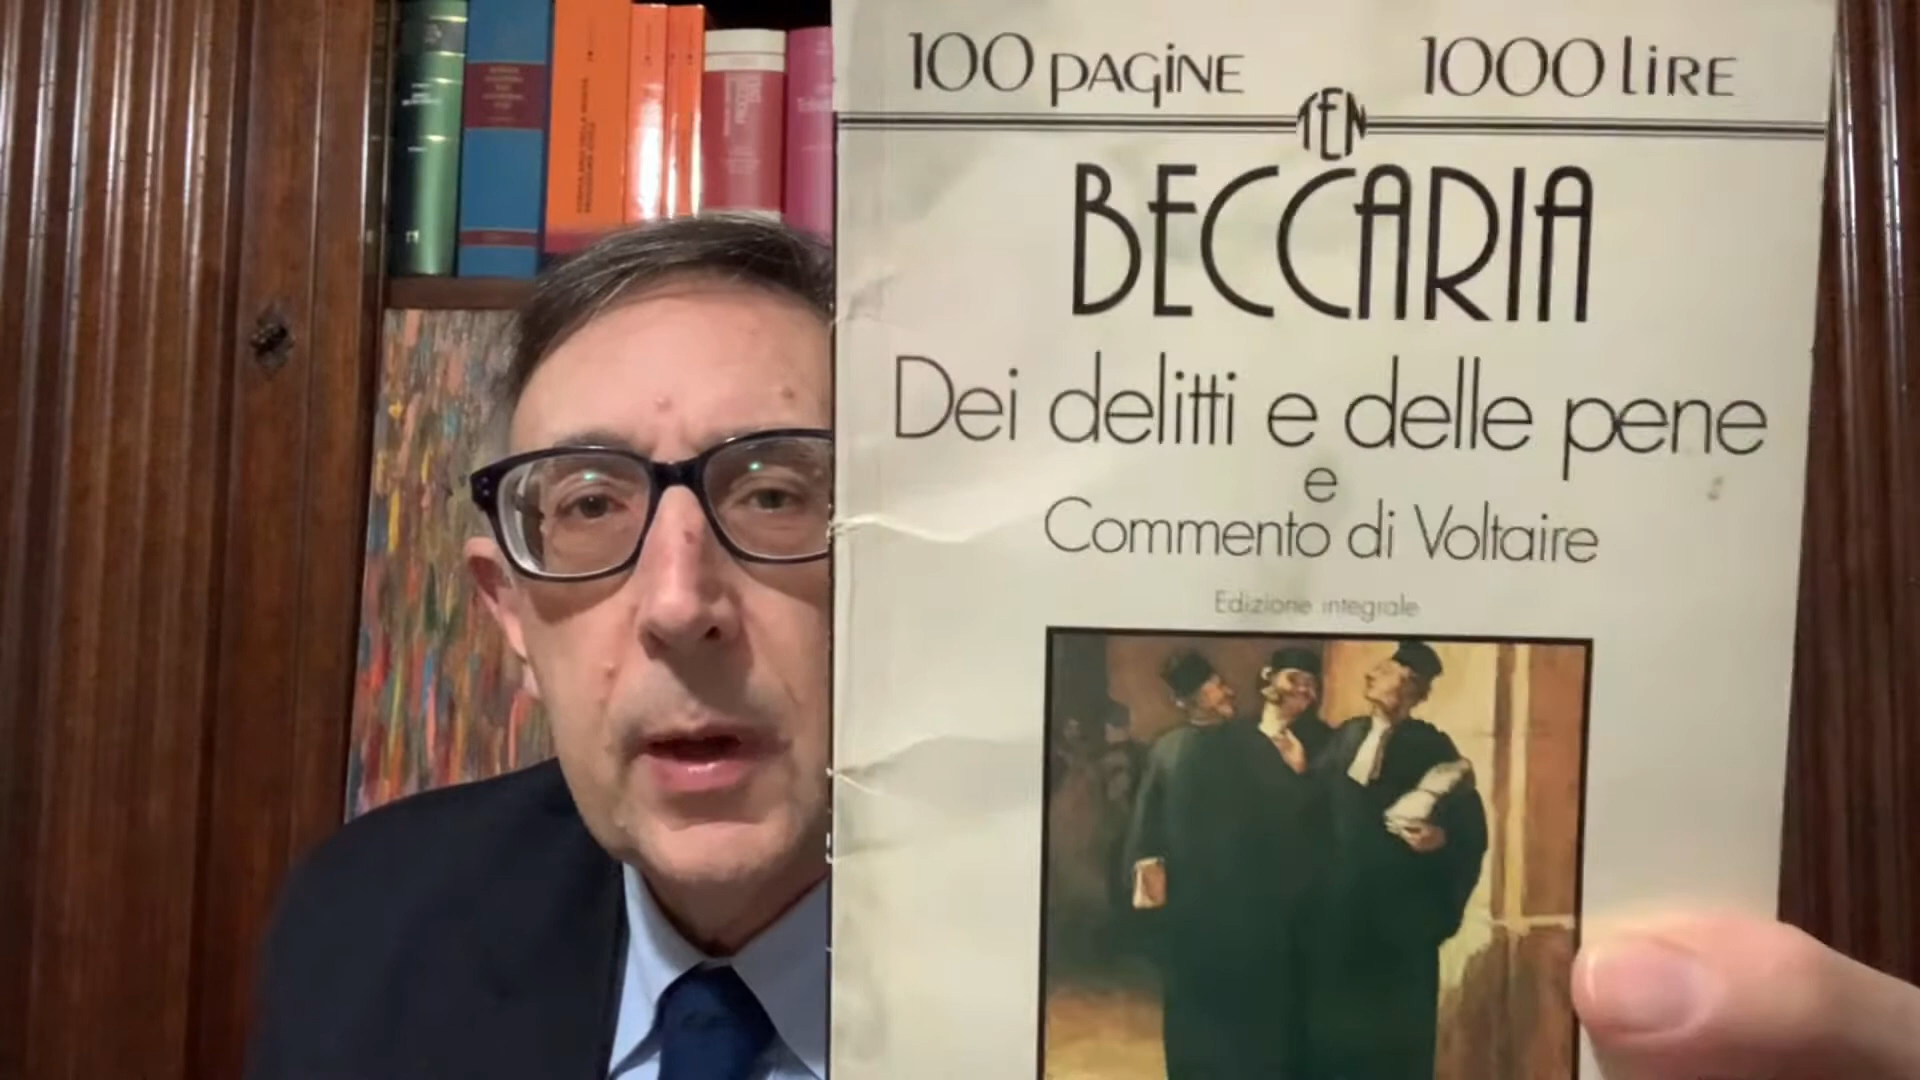 100 PAGINE 1000 LIRE
TEN
BECCARIA
Dei delitti e delle pene
e
Commento di Voltaire
Edizione integrale